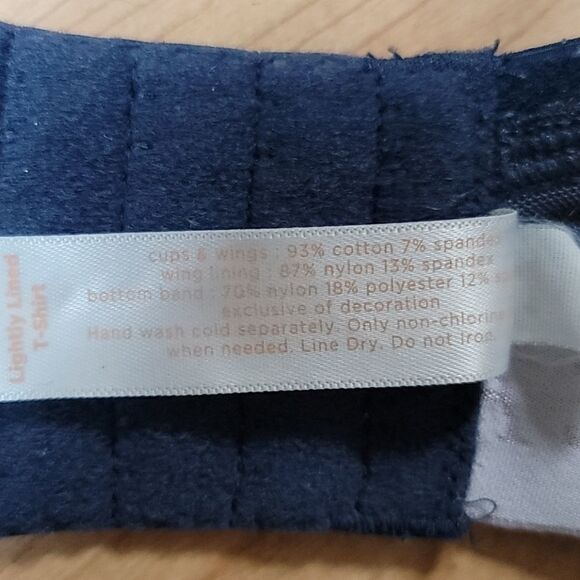 Lightly Lined
T-Shirt
cups & wings : 93% cotton 7% spandex
wing lining : 87% nylon 13% spandex
bottom band : 70% nylon 18% polyester 12%
exclusive of decoration
Hand wash cold separately. Only non-chlorine
when needed. Line Dry. Do not Iron.